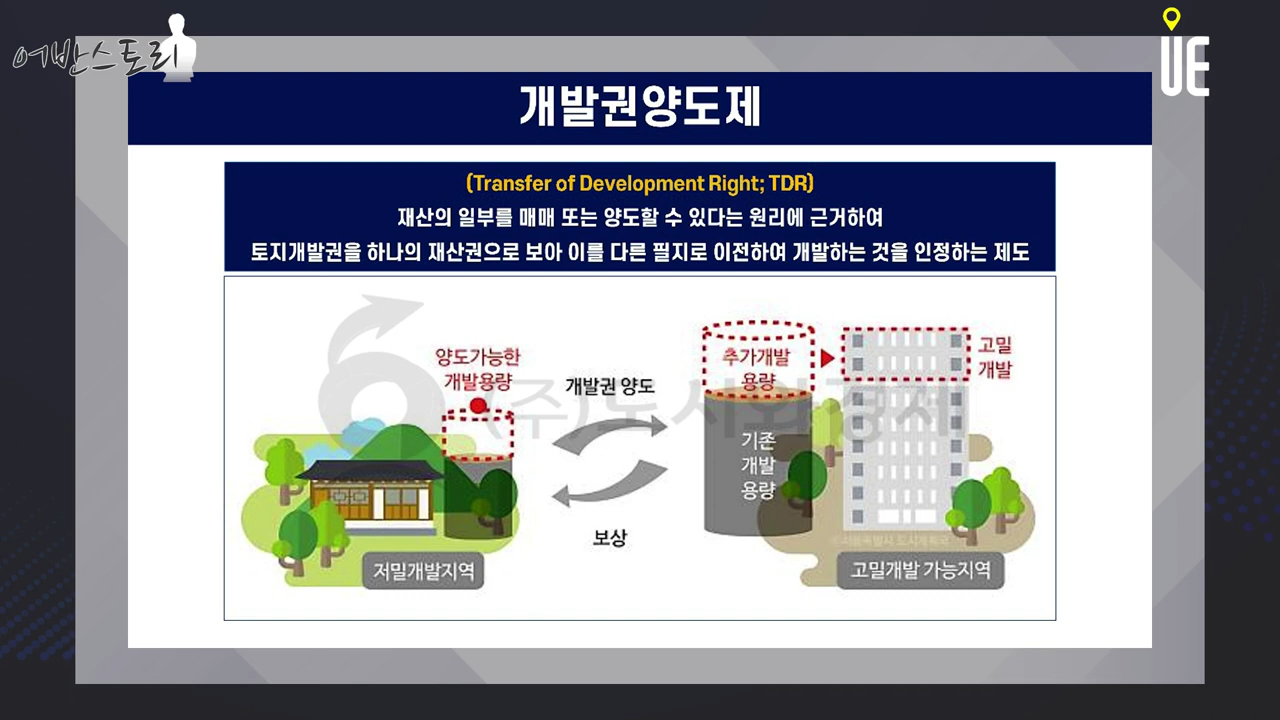 어반스토리
UE
개발권양도제
(Transfer of Development Right; TDR)
재산의 일부를 매매 또는 양도할 수 있다는 원리에 근거하여
토지개발권을 하나의 재산권으로 보아 이를 다른 필지로 이전하여 개발하는 것을 인정하는 제도
양도가능한
개발용량
개발권 양도
보상
저밀개발지역
추가개발
용량
기존
개발
용량
고밀
개발
고밀개발 가능지역
(주)도시와경제